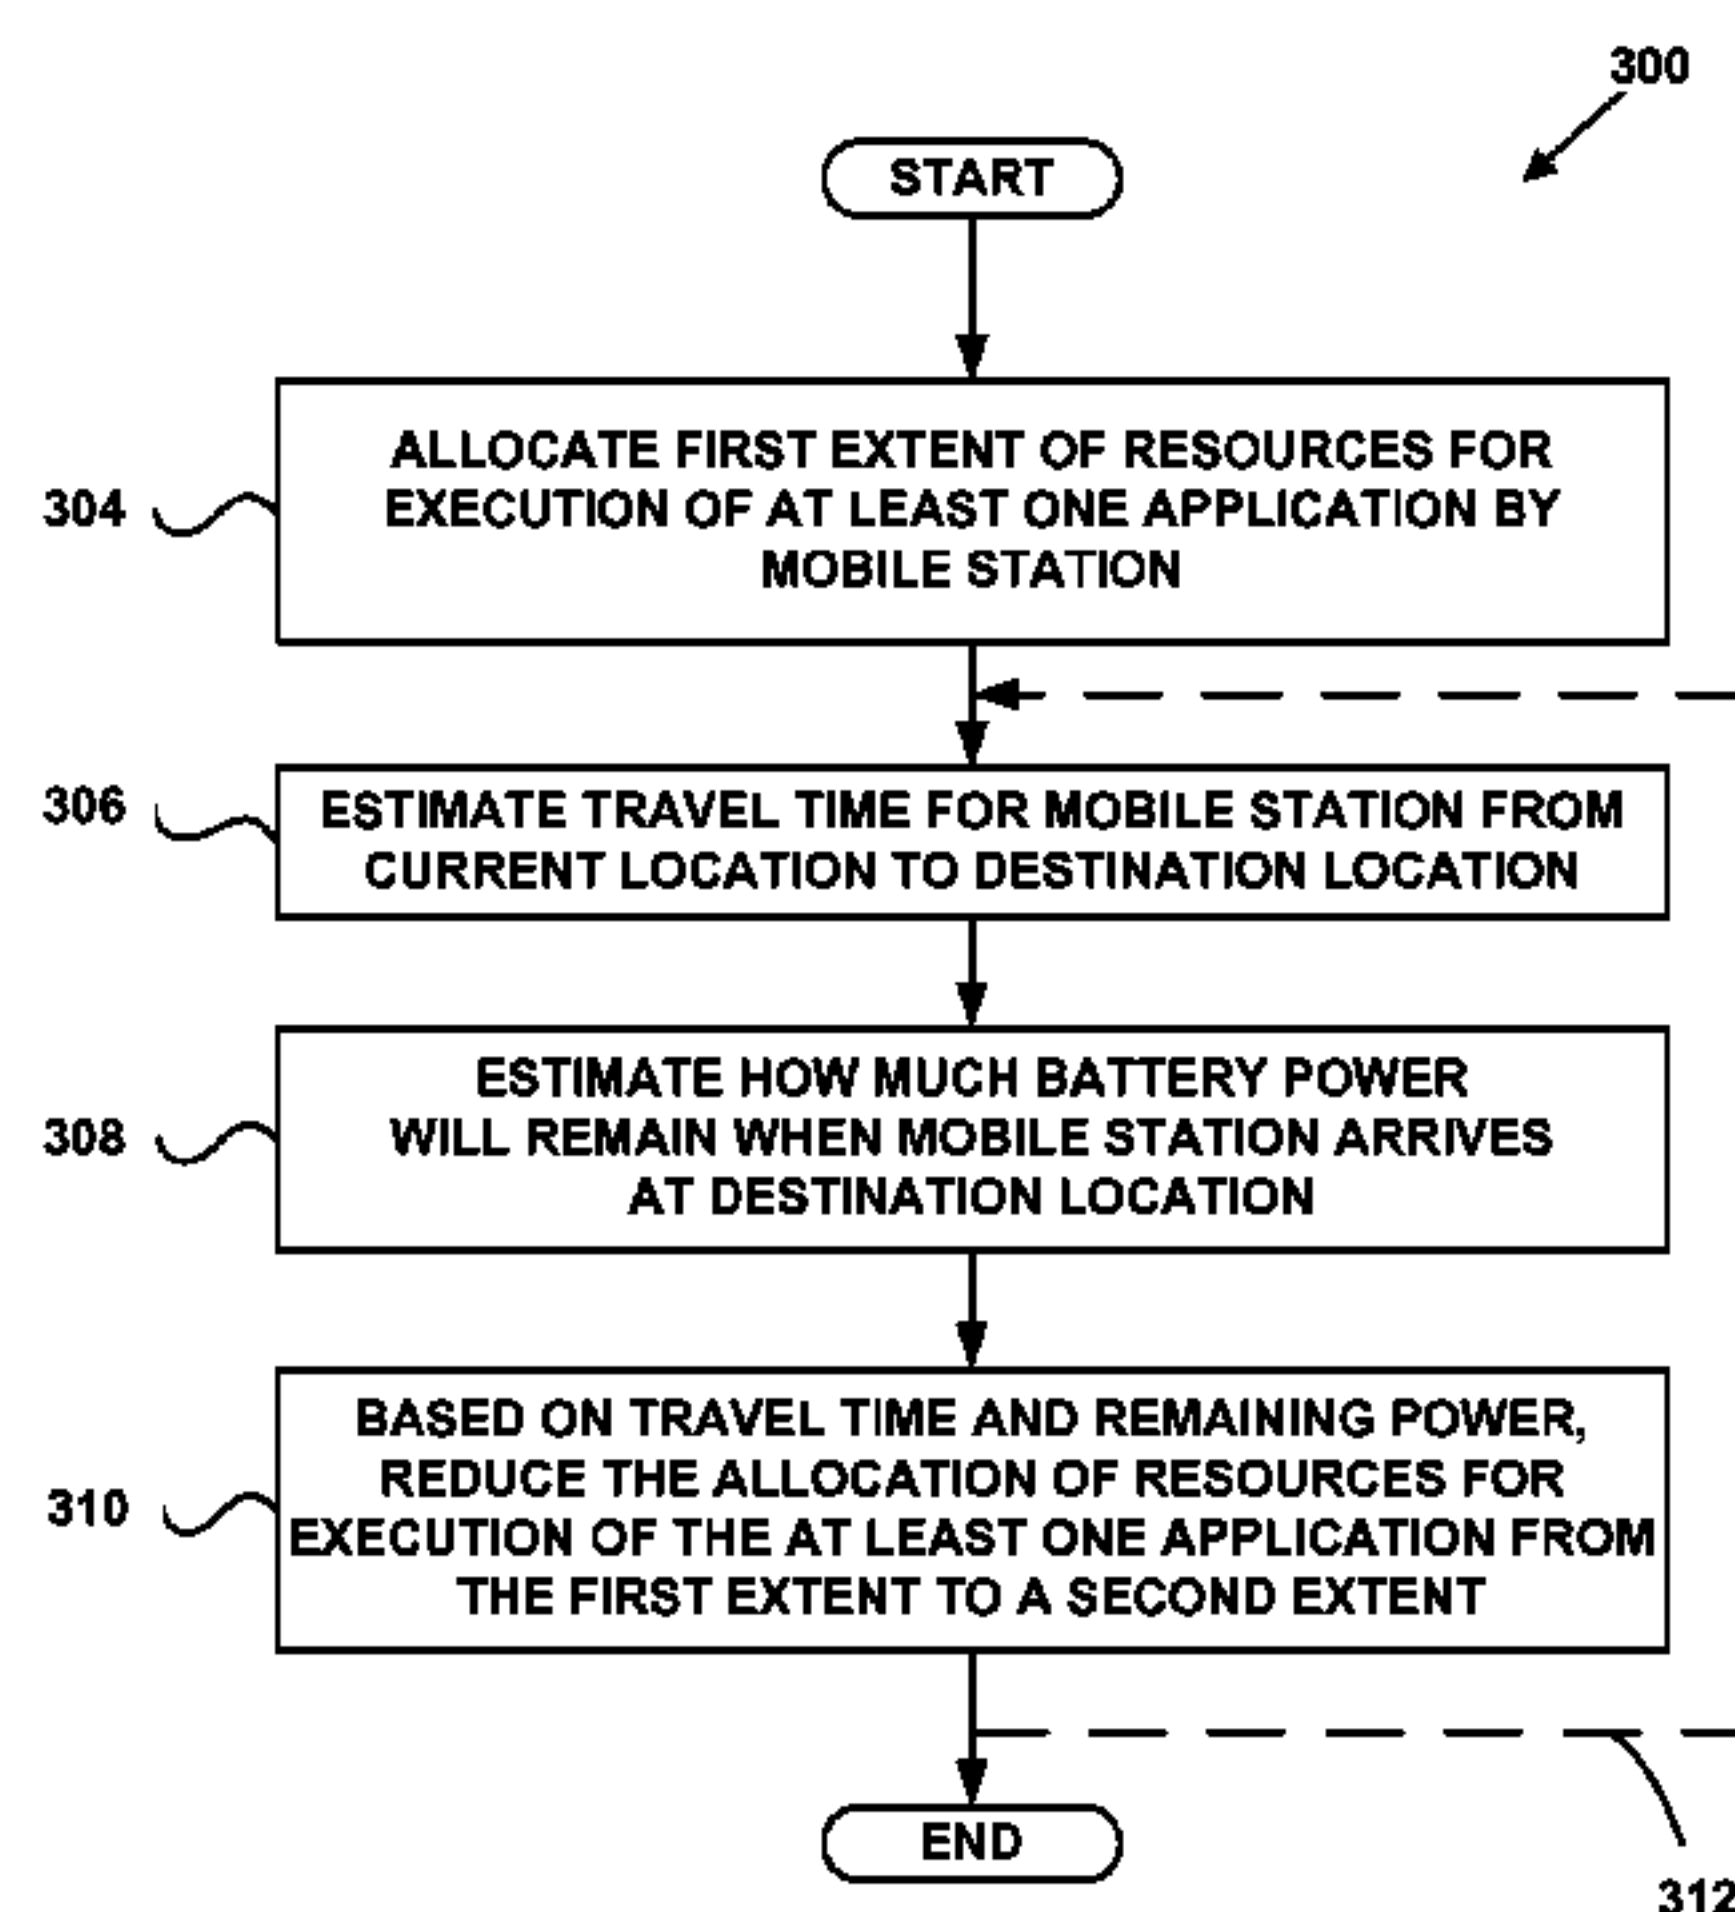 300
START
ALLOCATE FIRST EXTENT OF RESOURCES FOR
EXECUTION OF AT LEAST ONE APPLICATION BY
MOBILE STATION
304
306
ESTIMATE TRAVEL TIME FOR MOBILE STATION FROM
CURRENT LOCATION TO DESTINATION LOCATION
ESTIMATE HOW MUCH BATTERY POWER
WILL REMAIN WHEN MOBILE STATION ARRIVES
AT DESTINATION LOCATION
308
BASED ON TRAVEL TIME AND REMAINING POWER,
REDUCE THE ALLOCATION OF RESOURCES FOR
EXECUTION OF THE AT LEAST ONE APPLICATION FROM
THE FIRST EXTENT TO A SECOND EXTENT
310
END
312